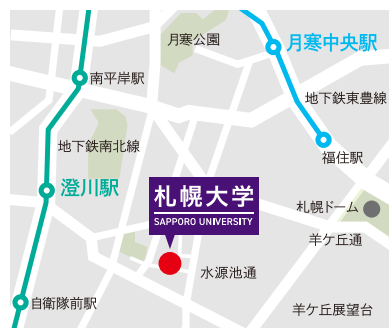 月寒公園
月寒中央駅
南平岸駅
地下鉄東豊線
地下鉄南北線
福住駅
澄川駅
札幌大学
SAPPORO UNIVERSITY
札幌ドーム
羊ケ丘通
水源池通
自衛隊前駅
羊ケ丘展望台